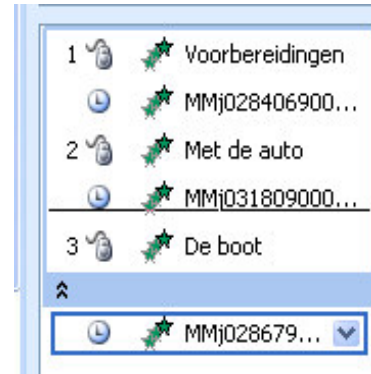 1 Voorbereidingen
MMj028406900...
2 Met de auto
MMj031809000...
3 De boot
MMj028679...